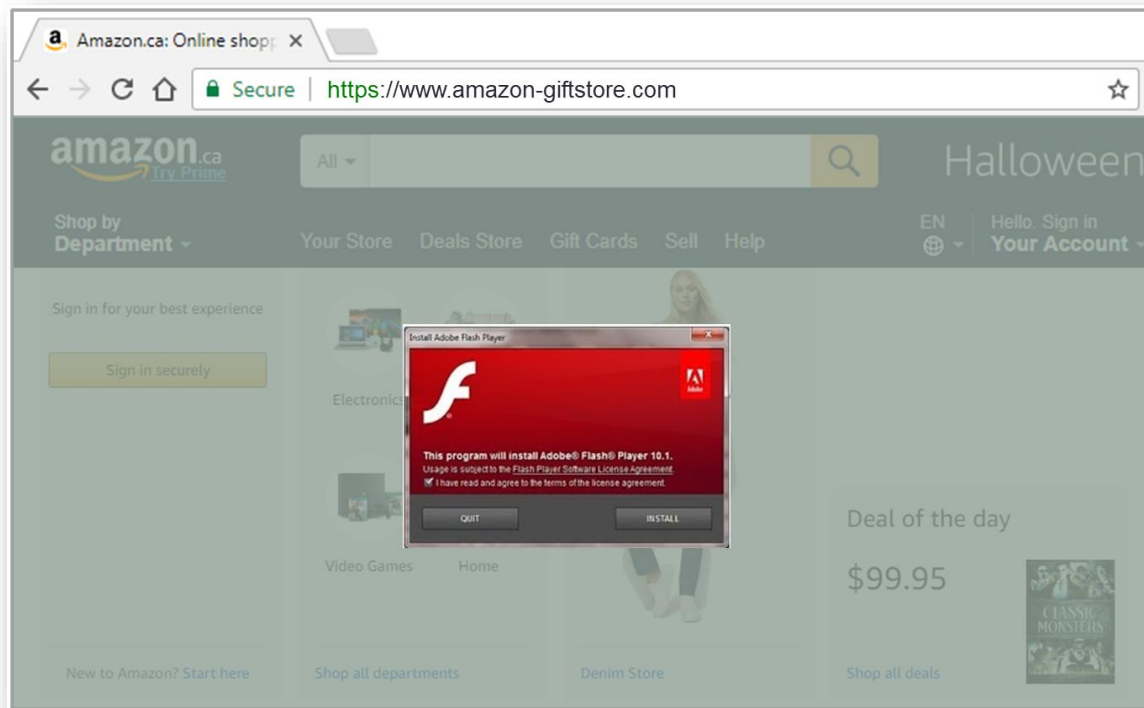 Amazon.ca: Online shopp
Secure | https://www.amazon-giftstore.com
amazon.ca
Try Prime
All
Halloween
Shop by
Department
Your Store Deals Store Gift Cards Sell Help
EN
Hello. Sign in
Your Account
Sign in for your best experience
Sign in securely
Electronics
Install Adobe Flash Player
Adobe
This program will install Adobe® Flash® Player 10.1.
Usage is subject to the Flash Player Software License Agreement.
I have read and agree to the terms of the license agreement.
QUIT INSTALL
Video Games Home
Deal of the day
$99.95
CLASSIC
MONSTERS
New to Amazon? Start here
Shop all departments
Denim Store
Shop all deals